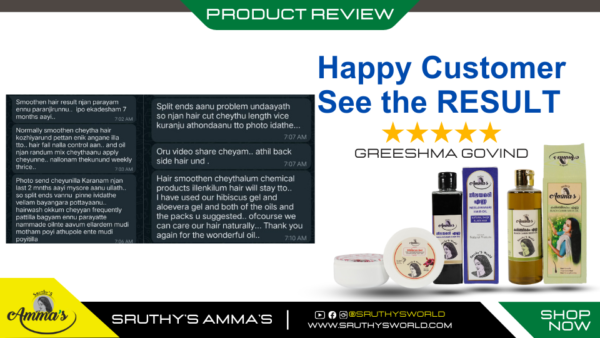 PRODUCT REVIEW
Smoothen hair result njan parayam
ennu paranjirunnu.. ipo ekadesham 7
months aayi..
7:02 AM
Normally smoothen cheytha hair
kozhiyarund pettan enik angane illa
tto.. hair fall nalla control aan.. and oil
njan random mix cheythaanu apply
cheyunne.. nallonam thekurund weekly
thrice..
7:03 AM
Photo send cheyunilla Karanam njan
last 2 mnths aayi mysore aanu ullath..
so split ends vannu pinne ividathe
vellam bayangara pottayaanu..
hairwash okkum cheyyan frequently
pattilla bagyam ennu parayatte
nammade oilnte aavum ellardem mudi
motham poyi athupole ente mudi
poyitilla
7:06 AM
Split ends aanu problem undaayath
so njan hair cut cheythu length vice
kuranju athondaanu tto photo idathe...
7:07 AM
Oru video share cheyam.. athil back
side hair und .
7:07 AM
Hair smoothen cheythalum chemical
products illenkilum hair will stay tto..
I have used our hibiscus gel and
aloevera gel and both of the oils and
the packs u suggested.. ofcourse we
can care our hair naturally... Thank you
again for the wonderful oil..
7:10 AM
Happy Customer
See the RESULT
GREESHMA GOVIND
Amma's
Amma's
SRUTHY'S AMMA'S
@SRUTHYSWORLD
WWW.SRUTHYSWORLD.COM
SHOP
NOW